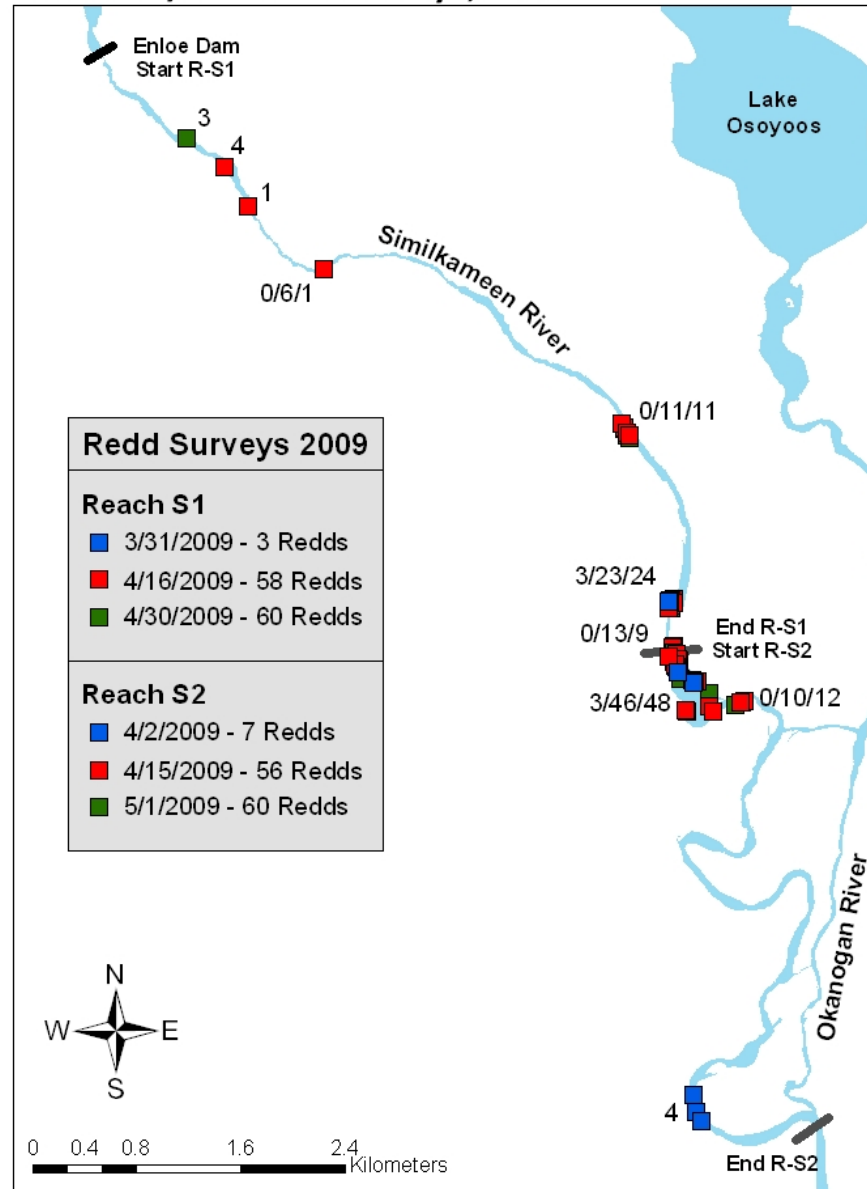 Enloe Dam
Start R-S1
Lake
Osoyoos
3
4
1
0/6/1
Similkameen River
0/11/11
Redd Surveys 2009
Reach S1
3/31/2009 - 3 Redds
4/16/2009 - 58 Redds
4/30/2009 - 60 Redds
Reach S2
4/2/2009 - 7 Redds
4/15/2009 - 56 Redds
5/1/2009 - 60 Redds
3/23/24
0/13/9
End R-S1
Start R-S2
3/46/48
0/10/12
Okanogan River
N
W E
S
4
0 0.4 0.8 1.6 2.4
Kilometers
End R-S2